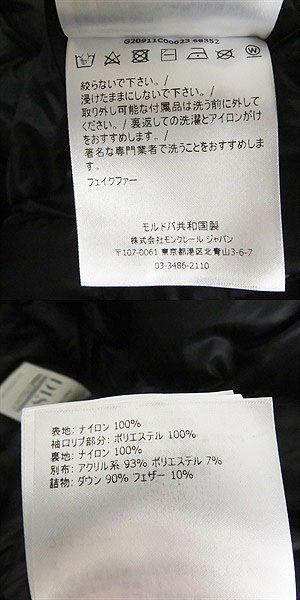 G20911C00023 68352
絞らないで下さい。/
浸けたままにしないで下さい。/
取り外し可能な付属品は洗う前に外して
ください。/ 裏返しての洗濯とアイロンがけ
をおすすめします。/
著名な専門業者で洗うことをおすすめしま
す。
フェイクファー
モルドバ共和国製
株式会社モンクレール ジャパン
〒107-0061 東京都港区北青山3-6-7
03-3486-2110
表地: ナイロン 100%
袖口リブ部分: ポリエステル 100%
裏地: ナイロン 100%
別布: アクリル系 93% ポリエステル 7%
詰物: ダウン 90% フェザー 10%